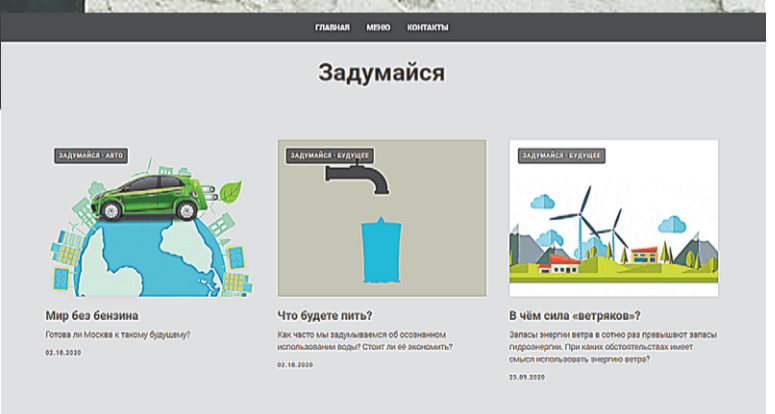 ГЛАВНАЯ МЕНЮ КОНТАКТЫ
Задумайся
ЗАДУМАЙСЯ · АВТО
Мир без бензина
Готова ли Москва к такому будущему?
02.10.2020
ЗАДУМАЙСЯ · БУДУЩЕЕ
Что будете пить?
Как часто мы задумываемся об осознанном
использовании воды? Стоит ли её экономить?
02.10.2020
ЗАДУМАЙСЯ · БУДУЩЕЕ
В чём сила «ветряков»?
Запасы энергии ветра в сотню раз превышают запасы
гидроэнергии. При каких обстоятельствах имеет
смысл использовать энергию ветра?
25.09.2020